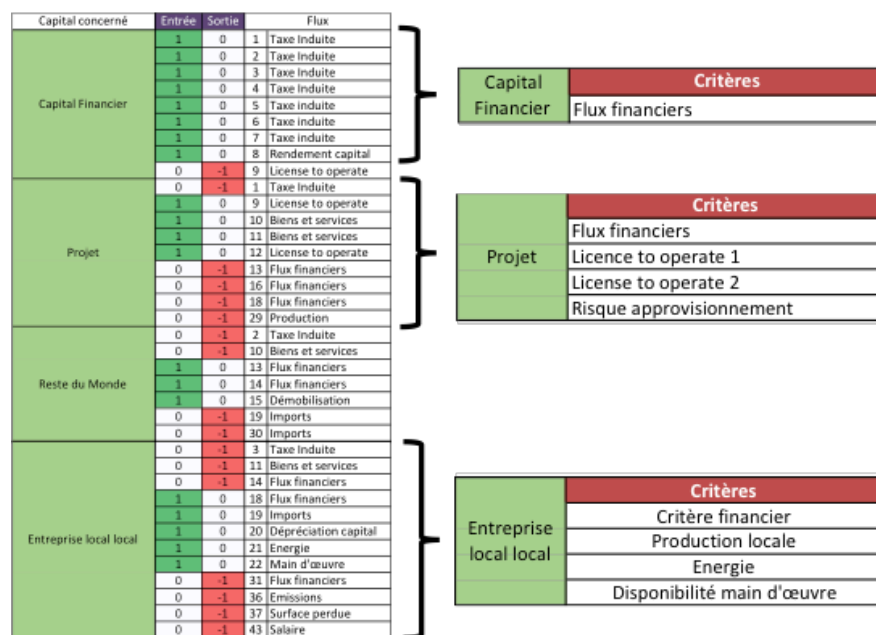 Capital concerné Entrée Sortie Flux
Capital Financier
1 0 1 Taxe Induite
1 0 2 Taxe Induite
1 0 3 Taxe Induite
1 0 4 Taxe Induite
1 0 5 Taxe induite
1 0 6 Taxe induite
1 0 7 Taxe induite
1 0 8 Rendement capital
0 -1 9 License to operate
Projet
0 -1 1 Taxe Induite
1 0 9 License to operate
1 0 10 Biens et services
1 0 11 Biens et services
1 0 12 License to operate
0 -1 13 Flux financiers
0 -1 16 Flux financiers
0 -1 18 Flux financiers
0 -1 29 Production
Reste du Monde
0 -1 2 Taxe Induite
0 -1 10 Biens et services
1 0 13 Flux financiers
1 0 14 Flux financiers
1 0 15 Démobilisation
0 -1 19 Imports
0 -1 30 Imports
Entreprise local local
0 -1 3 Taxe Induite
0 -1 11 Biens et services
0 -1 14 Flux financiers
1 0 18 Flux financiers
1 0 19 Imports
1 0 20 Dépréciation capital
1 0 21 Energie
1 0 22 Main d'œuvre
0 -1 31 Flux financiers
0 -1 36 Emissions
0 -1 37 Surface perdue
0 -1 43 Salaire
Capital
Financier
Critères
Flux financiers
Projet
Critères
Flux financiers
Licence to operate 1
License to operate 2
Risque approvisionnement
Entreprise
local local
Critères
Critère financier
Production locale
Energie
Disponibilité main d'œuvre